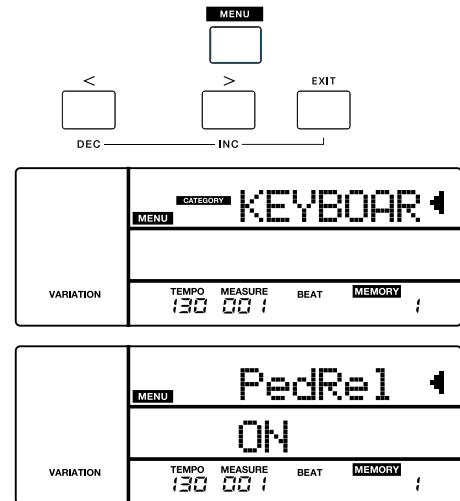 MENU
< > EXIT
DEC INC
CATEGORY KEYBOAR
MENU
VARIATION TEMPO MEASURE BEAT MEMORY
130 001 1
PedRel
MENU
ON
VARIATION TEMPO MEASURE BEAT MEMORY
130 001 1